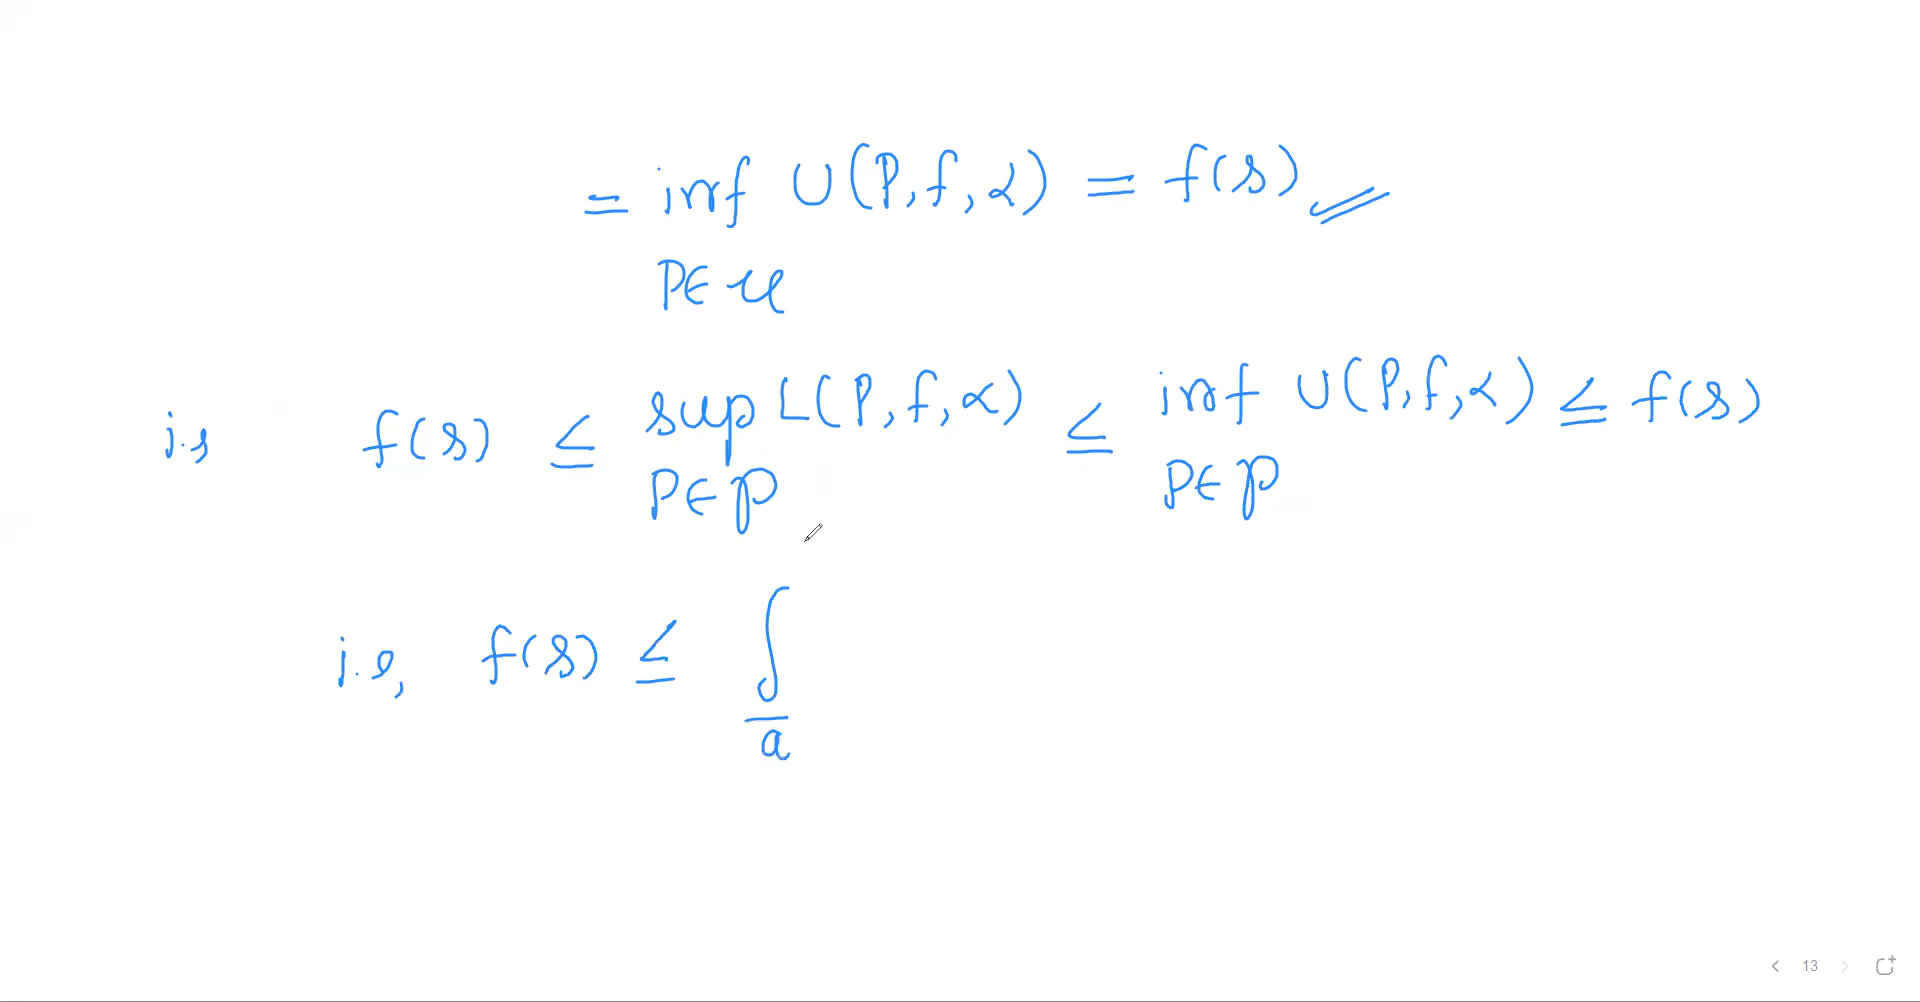 = inf U(P,f,α) = f(s)
P∈ 𝒰
i.e f(s) ≤ sup L(P,f,α) ≤ inf U(P,f,α) ≤ f(s)
P∈𝒫 P∈𝒫
i.e, f(s) ≤ ∫
a
13